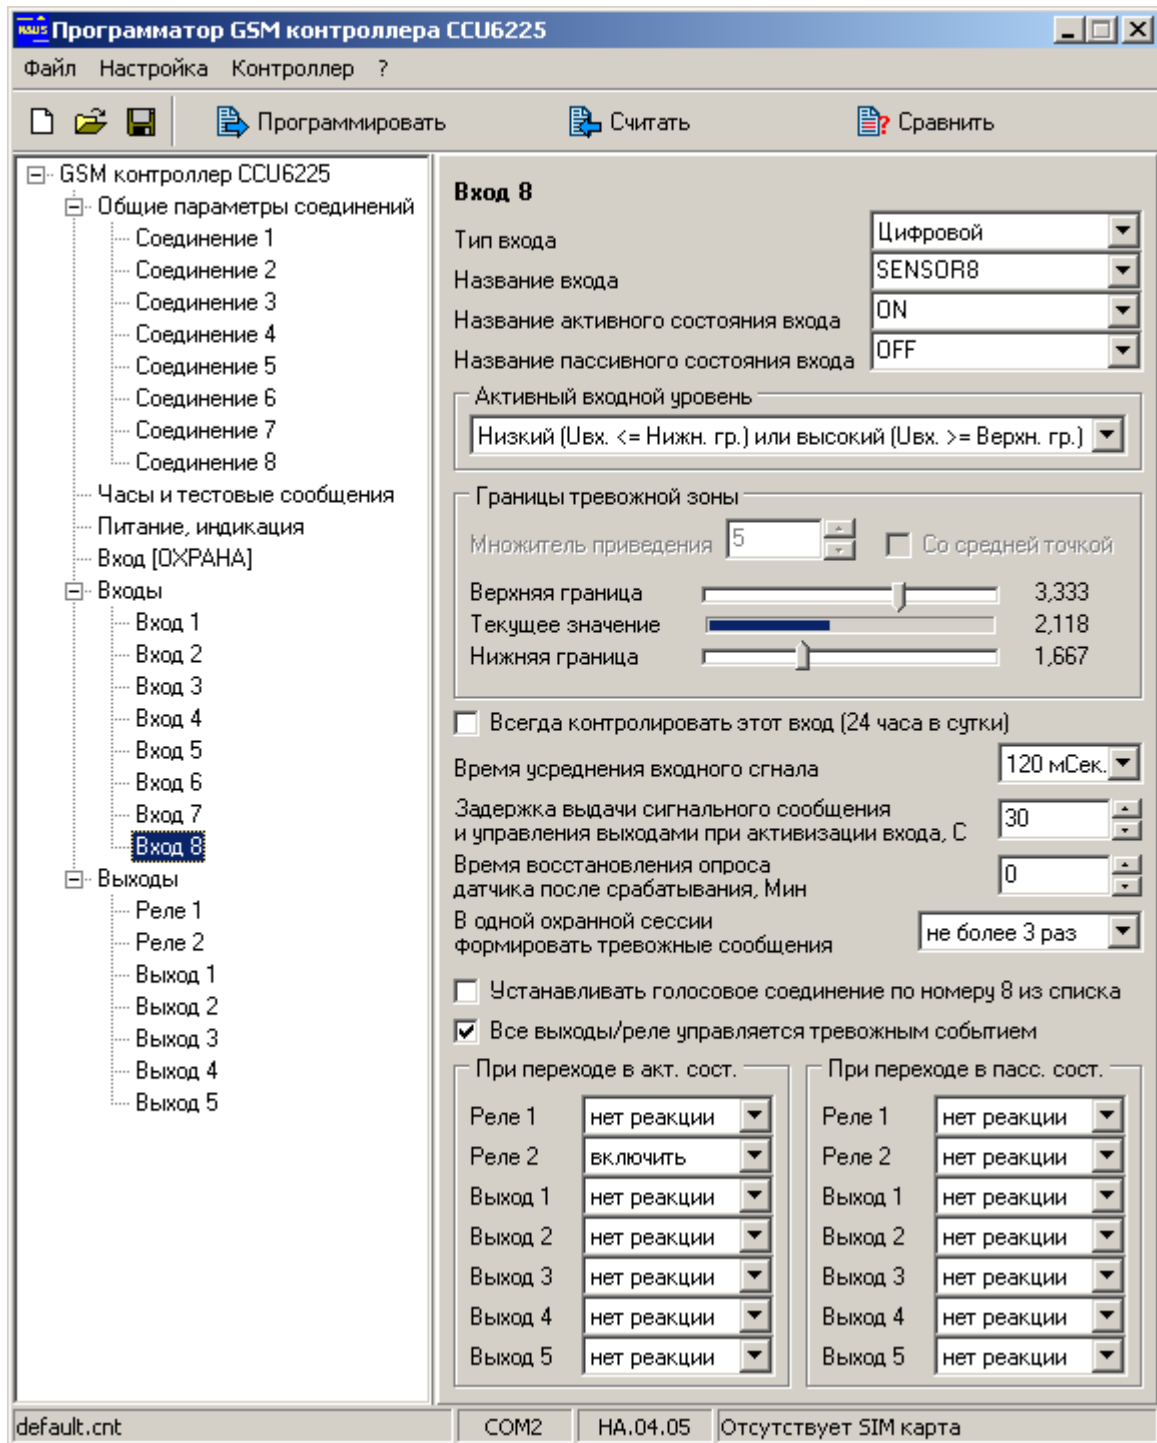 Программатор GSM контроллера CCU6225
Файл Настройка Контроллер ?
Программировать Считать Сравнить
GSM контроллер CCU6225
Общие параметры соединений
Соединение 1
Соединение 2
Соединение 3
Соединение 4
Соединение 5
Соединение 6
Соединение 7
Соединение 8
Часы и тестовые сообщения
Питание, индикация
Вход [ОХРАНА]
Входы
Вход 1
Вход 2
Вход 3
Вход 4
Вход 5
Вход 6
Вход 7
Вход 8
Выходы
Реле 1
Реле 2
Выход 1
Выход 2
Выход 3
Выход 4
Выход 5
Вход 8
Тип входа Цифровой
Название входа SENSOR8
Название активного состояния входа ON
Название пассивного состояния входа OFF
Активный входной уровень
Низкий (Uвх. <= Нижн. гр.) или высокий (Uвх. >= Верхн. гр.)
Границы тревожной зоны
Множитель приведения 5 Со средней точкой
Верхняя граница 3,333
Текущее значение 2,118
Нижняя граница 1,667
Всегда контролировать этот вход (24 часа в сутки)
Время усреднения входного сгнала 120 мСек.
Задержка выдачи сигнального сообщения
и управления выходами при активизации входа, С 30
Время восстановления опроса
датчика после срабатывания, Мин 0
В одной охранной сессии
формировать тревожные сообщения не более 3 раз
Устанавливать голосовое соединение по номеру 8 из списка
Все выходы/реле управляется тревожным событием
При переходе в акт. сост. При переходе в пасс. сост.
Реле 1 нет реакции Реле 1 нет реакции
Реле 2 включить Реле 2 нет реакции
Выход 1 нет реакции Выход 1 нет реакции
Выход 2 нет реакции Выход 2 нет реакции
Выход 3 нет реакции Выход 3 нет реакции
Выход 4 нет реакции Выход 4 нет реакции
Выход 5 нет реакции Выход 5 нет реакции
default.cnt COM2 HA.04.05 Отсутствует SIM карта